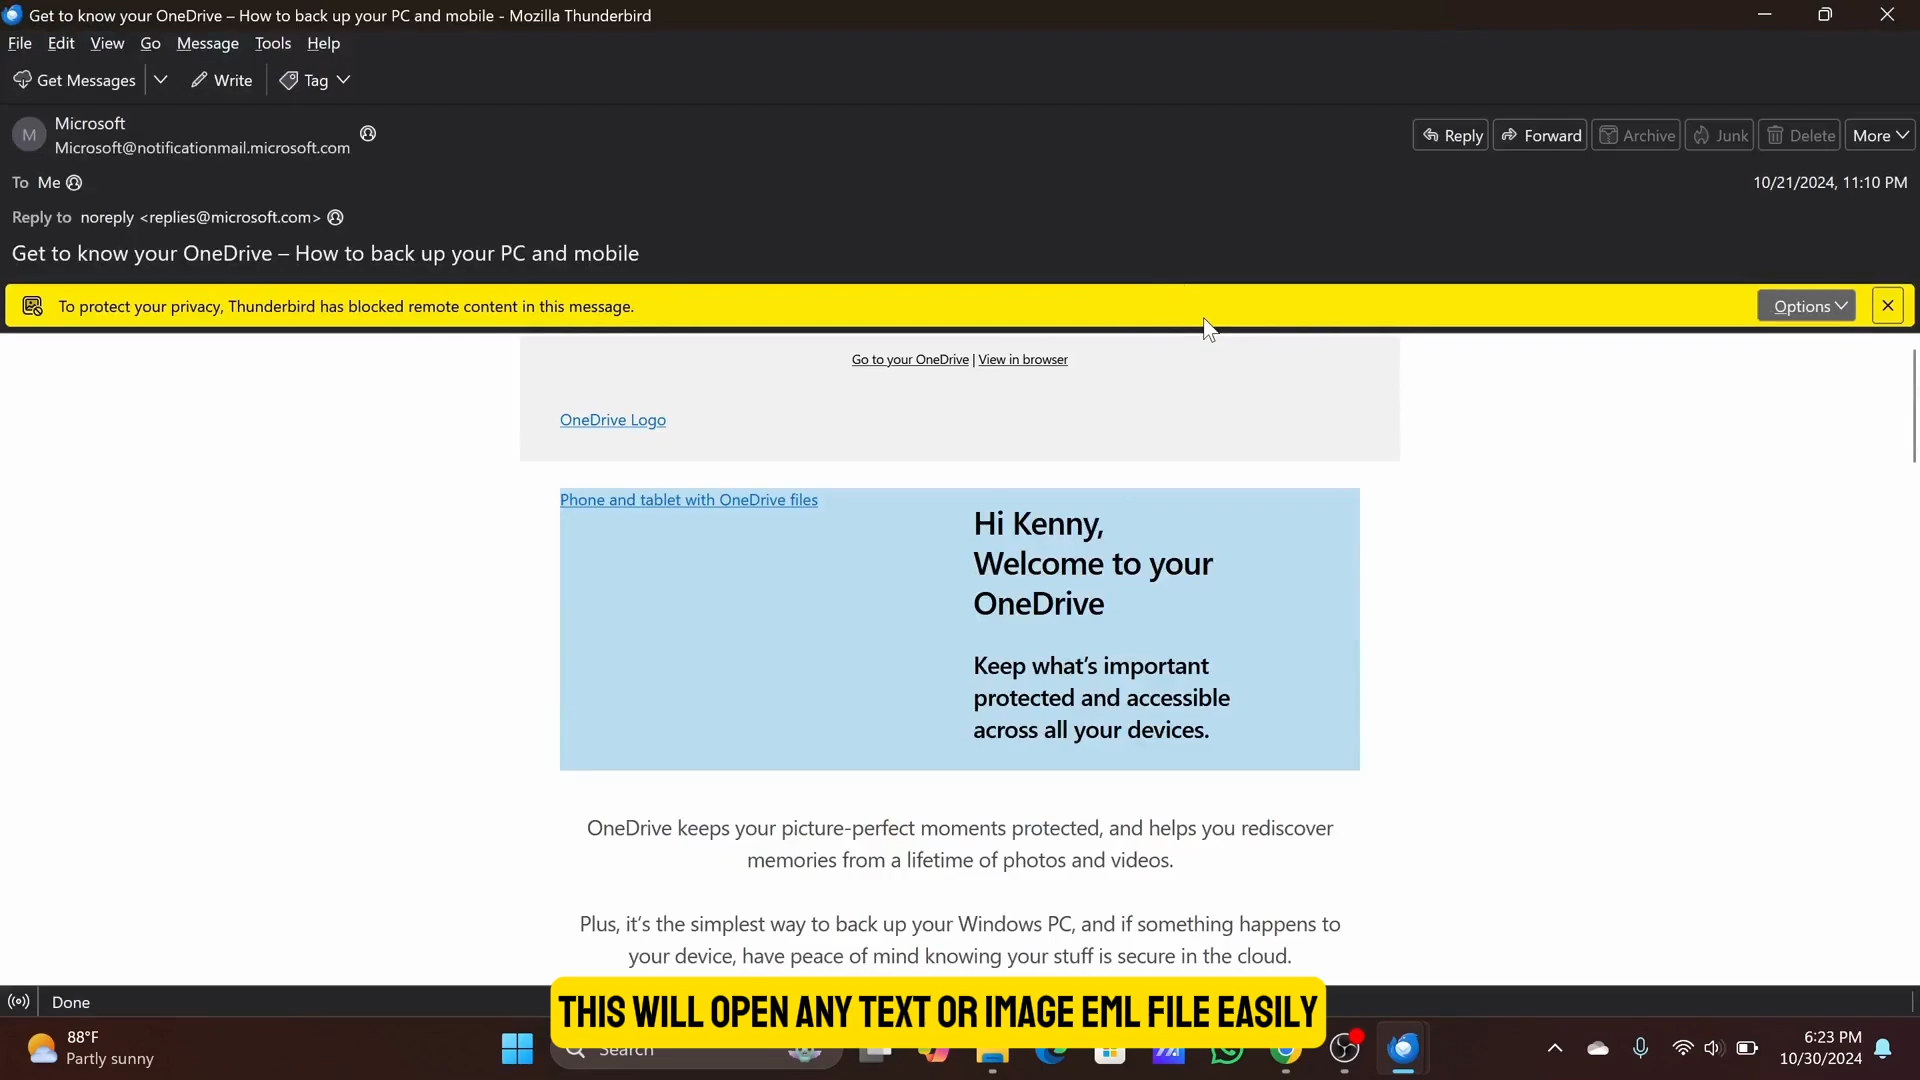 Get to know your OneDrive – How to back up your PC and mobile - Mozilla Thunderbird
File Edit View Go Message Tools Help
Get Messages Write Tag
M
Microsoft
Microsoft@notificationmail.microsoft.com
Reply Forward Archive Junk Delete More
To Me
10/21/2024, 11:10 PM
Reply to noreply <replies@microsoft.com>
Get to know your OneDrive – How to back up your PC and mobile
To protect your privacy, Thunderbird has blocked remote content in this message.
Options
Go to your OneDrive | View in browser
OneDrive Logo
Phone and tablet with OneDrive files
Hi Kenny,
Welcome to your
OneDrive
Keep what's important
protected and accessible
across all your devices.
OneDrive keeps your picture-perfect moments protected, and helps you rediscover
memories from a lifetime of photos and videos.
Plus, it's the simplest way to back up your Windows PC, and if something happens to
your device, have peace of mind knowing your stuff is secure in the cloud.
Done
THIS WILL OPEN ANY TEXT OR IMAGE EML FILE EASILY
88°F
Partly sunny
Search
6:23 PM
10/30/2024